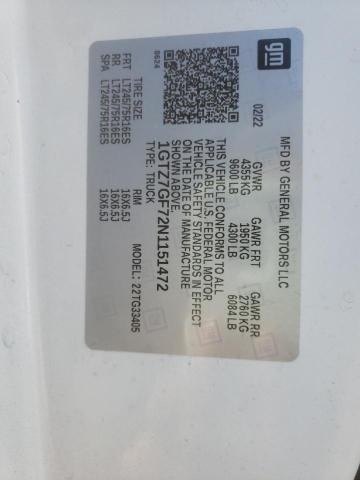 gm
MFD BY GENERAL MOTORS LLC
02/22
GVWR GAWR FRT GAWR RR
4355 KG 1950 KG 2760 KG
9600 LB 4300 LB 6084 LB
THIS VEHICLE CONFORMS TO ALL
APPLICABLE U.S. FEDERAL MOTOR
VEHICLE SAFETY STANDARDS IN EFFECT
ON THE DATE OF MANUFACTURE
SHOWN ABOVE.
1GTZ7GF72N1151472
TYPE: TRUCK
0624
MODEL: 22TG33405
TIRE SIZE RIM
FRT LT245/75R16ES 16X6.5J
RR LT245/75R16ES 16X6.5J
SPA LT245/75R16ES 16X6.5J